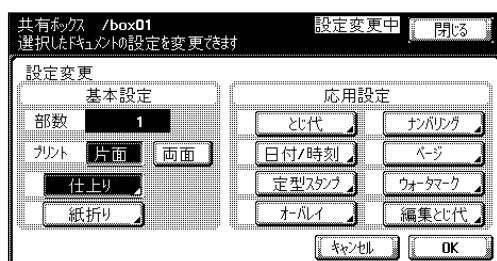 共有ﾎﾞｯｸｽ /box01 設定変更中 閉じる
選択したﾄﾞｷｭﾒﾝﾄの設定を変更できます
設定変更
基本設定 応用設定
部数 1 とじ代 ﾅﾝﾊﾞﾘﾝｸﾞ
ﾌﾟﾘﾝﾄ 片面 両面 日付/時刻 ﾍﾟｰｼﾞ
仕上り 定型ｽﾀﾝﾌﾟ ｳｫｰﾀﾏｰｸ
紙折り ｵｰﾊﾞﾚｲ 編集とじ代
ｷｬﾝｾﾙ OK